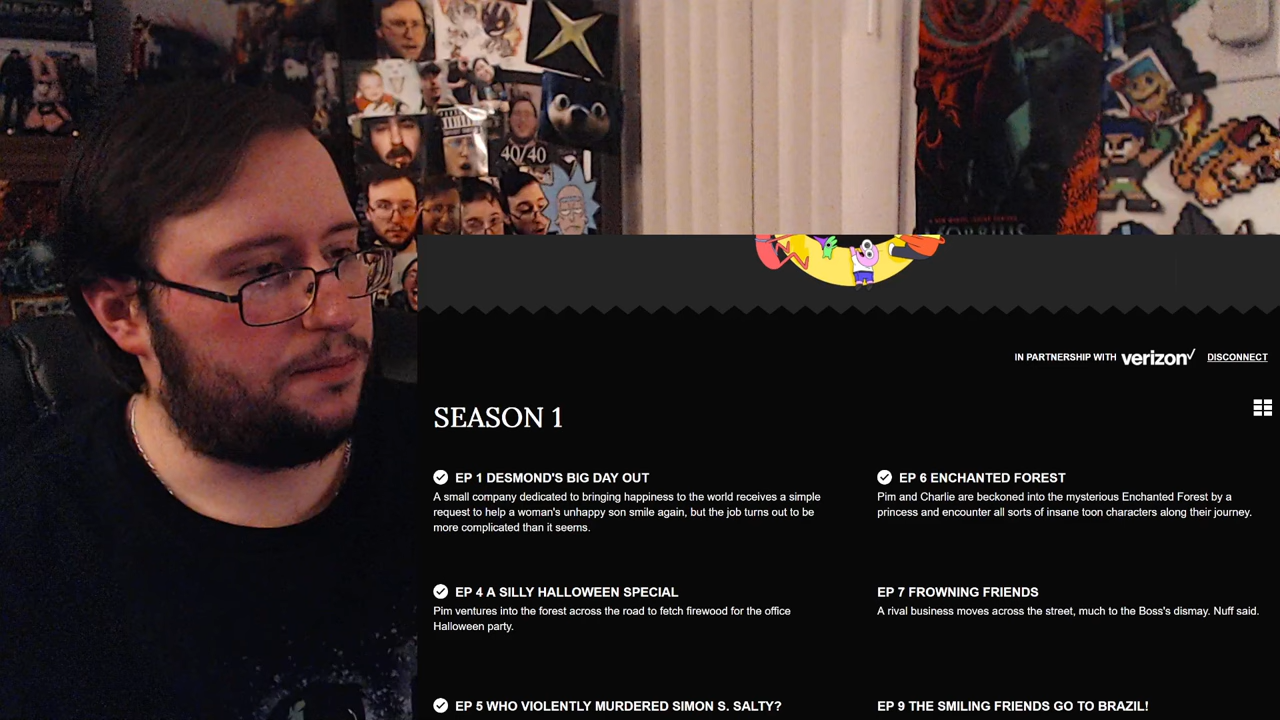 40/40
IN PARTNERSHIP WITH verizon✓ DISCONNECT
SEASON 1
EP 1 DESMOND'S BIG DAY OUT
A small company dedicated to bringing happiness to the world receives a simple
request to help a woman's unhappy son smile again, but the job turns out to be
more complicated than it seems.
EP 6 ENCHANTED FOREST
Pim and Charlie are beckoned into the mysterious Enchanted Forest by a
princess and encounter all sorts of insane toon characters along their journey.
EP 4 A SILLY HALLOWEEN SPECIAL
Pim ventures into the forest across the road to fetch firewood for the office
Halloween party.
EP 7 FROWNING FRIENDS
A rival business moves across the street, much to the Boss's dismay. Nuff said.
EP 5 WHO VIOLENTLY MURDERED SIMON S. SALTY?
EP 9 THE SMILING FRIENDS GO TO BRAZIL!